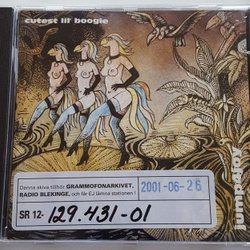 cutest lil' boogie
Denna skiva tillhör GRAMMOFONARKIVET,
RADIO BLEKINGE, och får EJ lämna stationen!
2001-06-26
SR 12-129.431-01